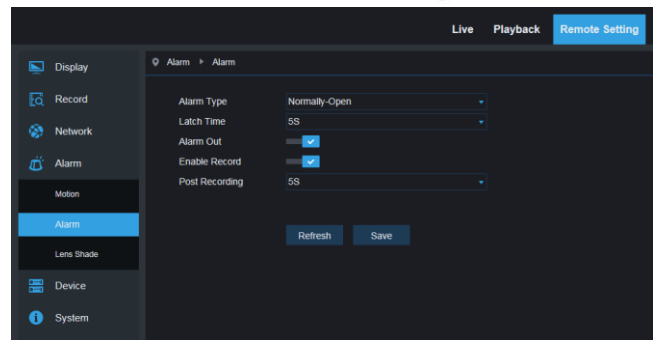 Live Playback Remote Setting
Display
Record
Network
Alarm
Motion
Alarm
Lens Shade
Device
System
Alarm Alarm
Alarm Type Normally-Open
Latch Time 5S
Alarm Out
Enable Record
Post Recording 5S
Refresh Save